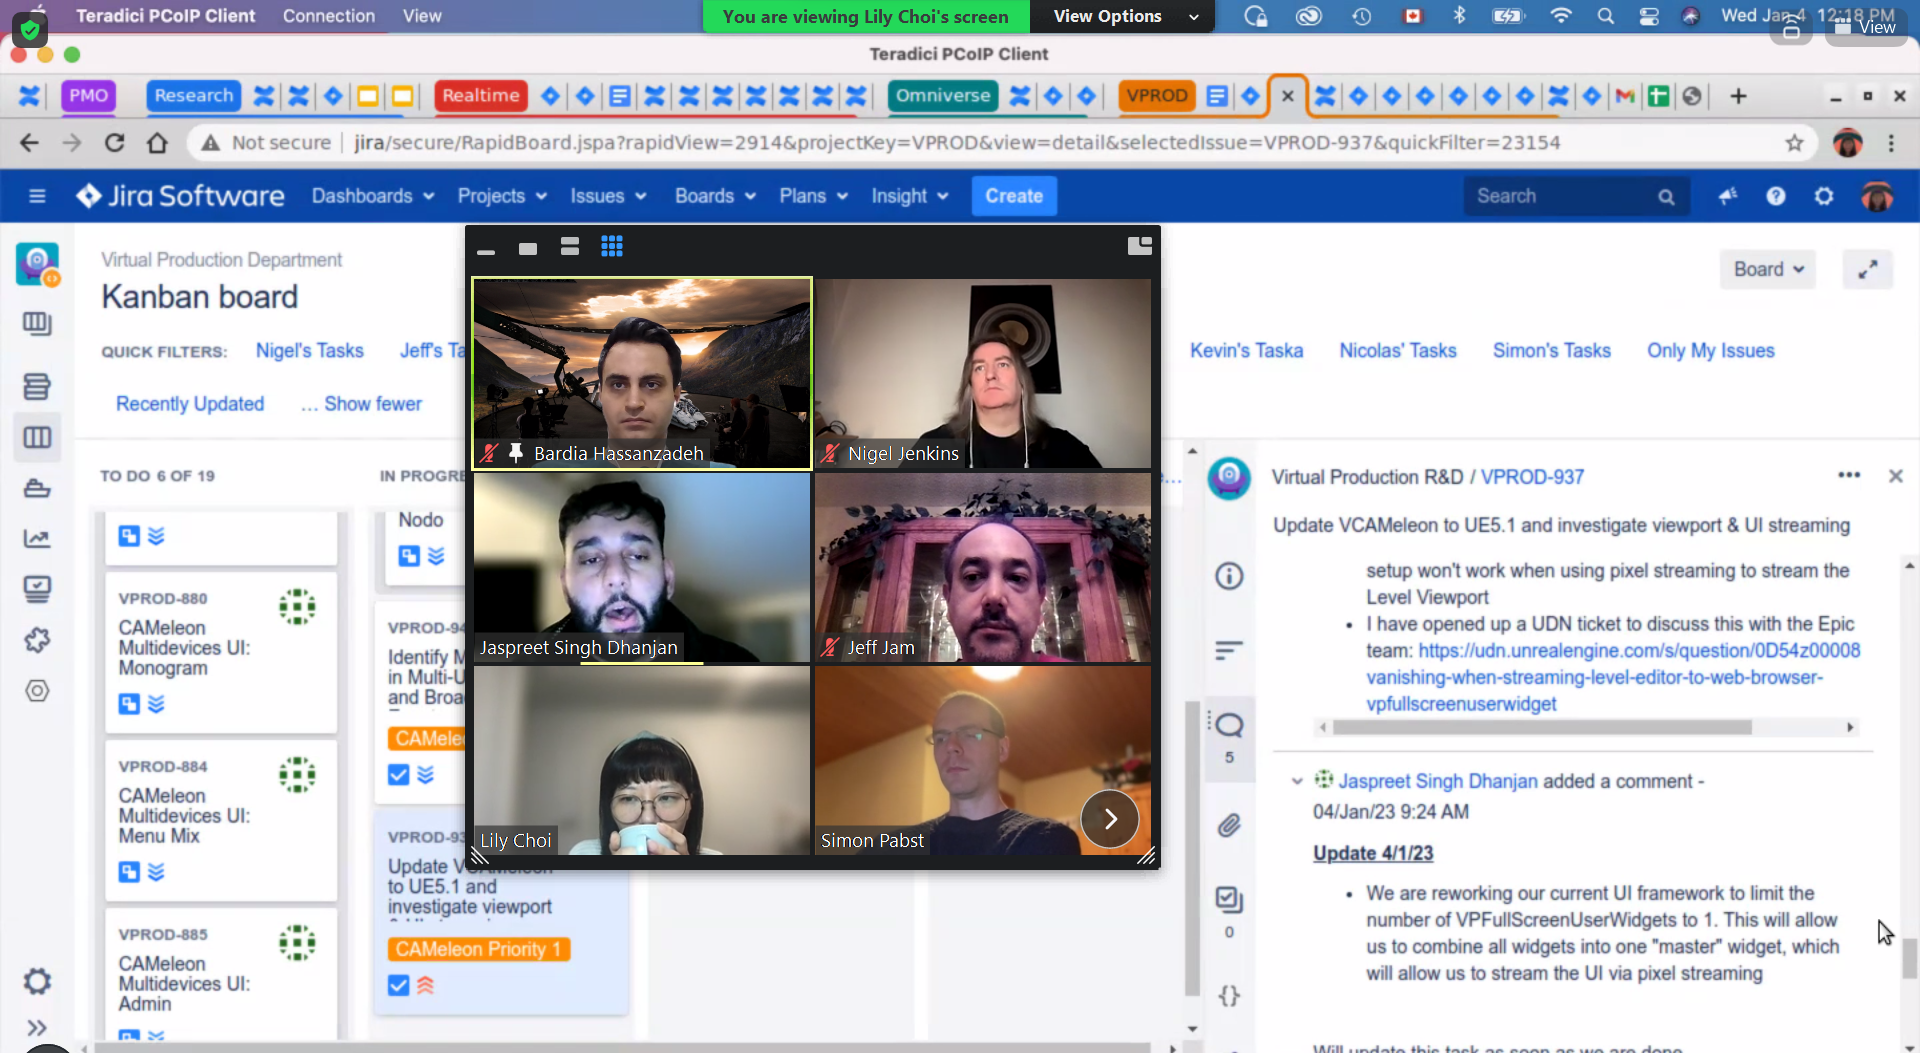 Teradici PCoIP Client Connection View
You are viewing Lily Choi's screen View Options
Wed Jan 4 12:18 PM
View
Teradici PCoIP Client
PMO Research Realtime Omniverse VPROD
Not secure jira/secure/RapidBoard.jspa?rapidView=2914&projectKey=VPROD&view=detail&selectedIssue=VPROD-937&quickFilter=23154
Jira Software Dashboards Projects Issues Boards Plans Insight Create Search
Virtual Production Department
Kanban board
Board
QUICK FILTERS: Nigel's Tasks Jeff's Ta
Kevin's Taska Nicolas' Tasks Simon's Tasks Only My Issues
Recently Updated ... Show fewer
Bardia Hassanzadeh
Nigel Jenkins
Jaspreet Singh Dhanjan
Jeff Jam
Lily Choi
Simon Pabst
TO DO 6 OF 19
VPROD-880
CAMeleon
Multidevices UI:
Monogram
VPROD-884
CAMeleon
Multidevices UI:
Menu Mix
VPROD-885
CAMeleon
Multidevices UI:
Admin
IN PROGRE
Nodo
VPROD-94
Identify M
in Multi-U
and Broa
CAMele
VPROD-93
Update VCAMeleon
to UE5.1 and
investigate viewport
CAMeleon Priority 1
Virtual Production R&D / VPROD-937
Update VCAMeleon to UE5.1 and investigate viewport & UI streaming
setup won't work when using pixel streaming to stream the
Level Viewport
• I have opened up a UDN ticket to discuss this with the Epic
team: https://udn.unrealengine.com/s/question/0D54z00008
vanishing-when-streaming-level-editor-to-web-browser-
vpfullscreenuserwidget
5
Jaspreet Singh Dhanjan added a comment -
04/Jan/23 9:24 AM
Update 4/1/23
• We are reworking our current UI framework to limit the
number of VPFullScreenUserWidgets to 1. This will allow
us to combine all widgets into one "master" widget, which
will allow us to stream the UI via pixel streaming
0
Will update this task as soon as we are done